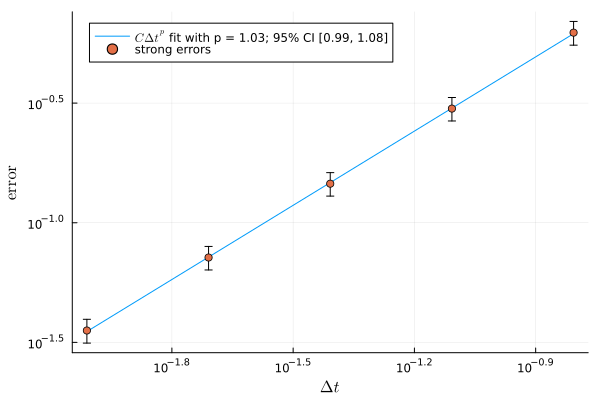 CΔt^p fit with p = 1.03; 95% CI [0.99, 1.08]
strong errors
error
10^−0.5
10^−1.0
10^−1.5
10^−1.8 10^−1.5 10^−1.2 10^−0.9
Δt